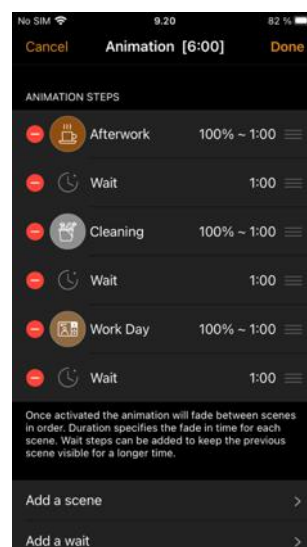 No SIM 9.20 82 %
Cancel Animation [6:00] Done
ANIMATION STEPS
Afterwork 100% ~ 1:00
Wait 1:00
Cleaning 100% ~ 1:00
Wait 1:00
Work Day 100% ~ 1:00
Wait 1:00
Once activated the animation will fade between scenes
in order. Duration specifies the fade in time for each
scene. Wait steps can be added to keep the previous
scene visible for a longer time.
Add a scene
Add a wait